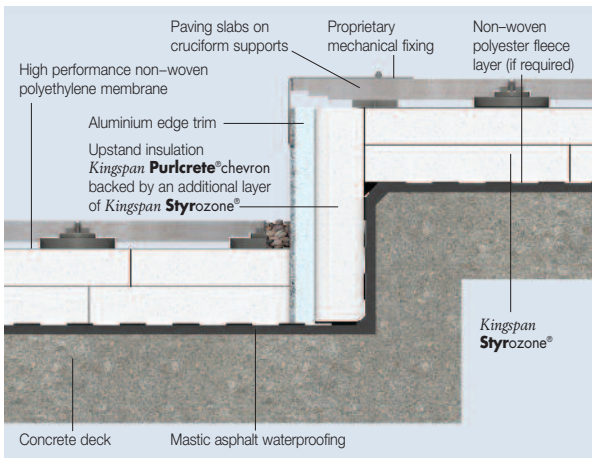 Paving slabs on
cruciform supports
Proprietary
mechanical fixing
Non–woven
polyester fleece
layer (if required)
High performance non–woven
polyethylene membrane
Aluminium edge trim
Upstand insulation
Kingspan Purlcrete®chevron
backed by an additional layer
of Kingspan Styrozone®
Kingspan
Styrozone®
Concrete deck
Mastic asphalt waterproofing